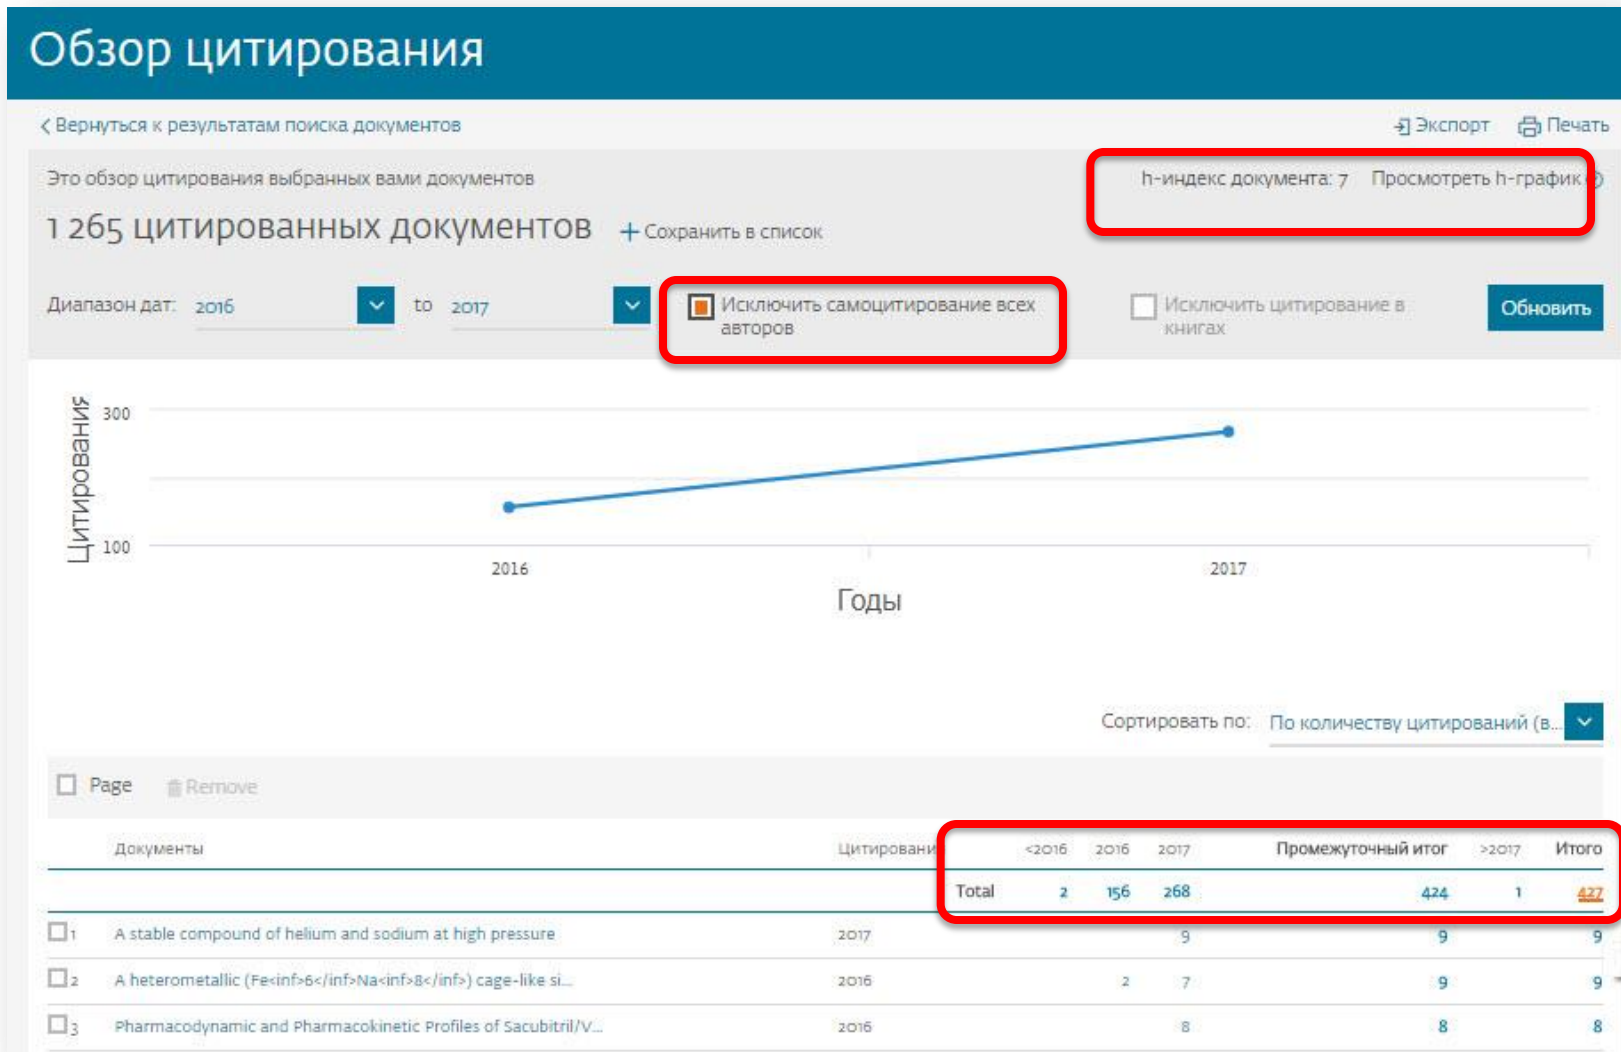 Обзор цитирования
Вернуться к результатам поиска документов
Экспорт Печать
Это обзор цитирования выбранных вами документов
h-индекс документа: 7 Просмотреть h-график
1 265 цитированных документов + Сохранить в список
Диапазон дат: 2016 to 2017
Исключить самоцитирование всех
авторов
Исключить цитирование в
книгах
Обновить
Цитирования
300
100
2016 2017
Годы
Сортировать по: По количеству цитирований (в...
Page Remove
Документы Цитировани <2016 2016 2017 Промежуточный итог >2017 Итого
Total 2 156 268 424 1 427
1 A stable compound of helium and sodium at high pressure 2017 9 9 9
2 A heterometallic (Fe<inf>6</inf>Na<inf>8</inf>) cage-like si... 2016 2 7 9 9
3 Pharmacodynamic and Pharmacokinetic Profiles of Sacubitril/V... 2016 8 8 8